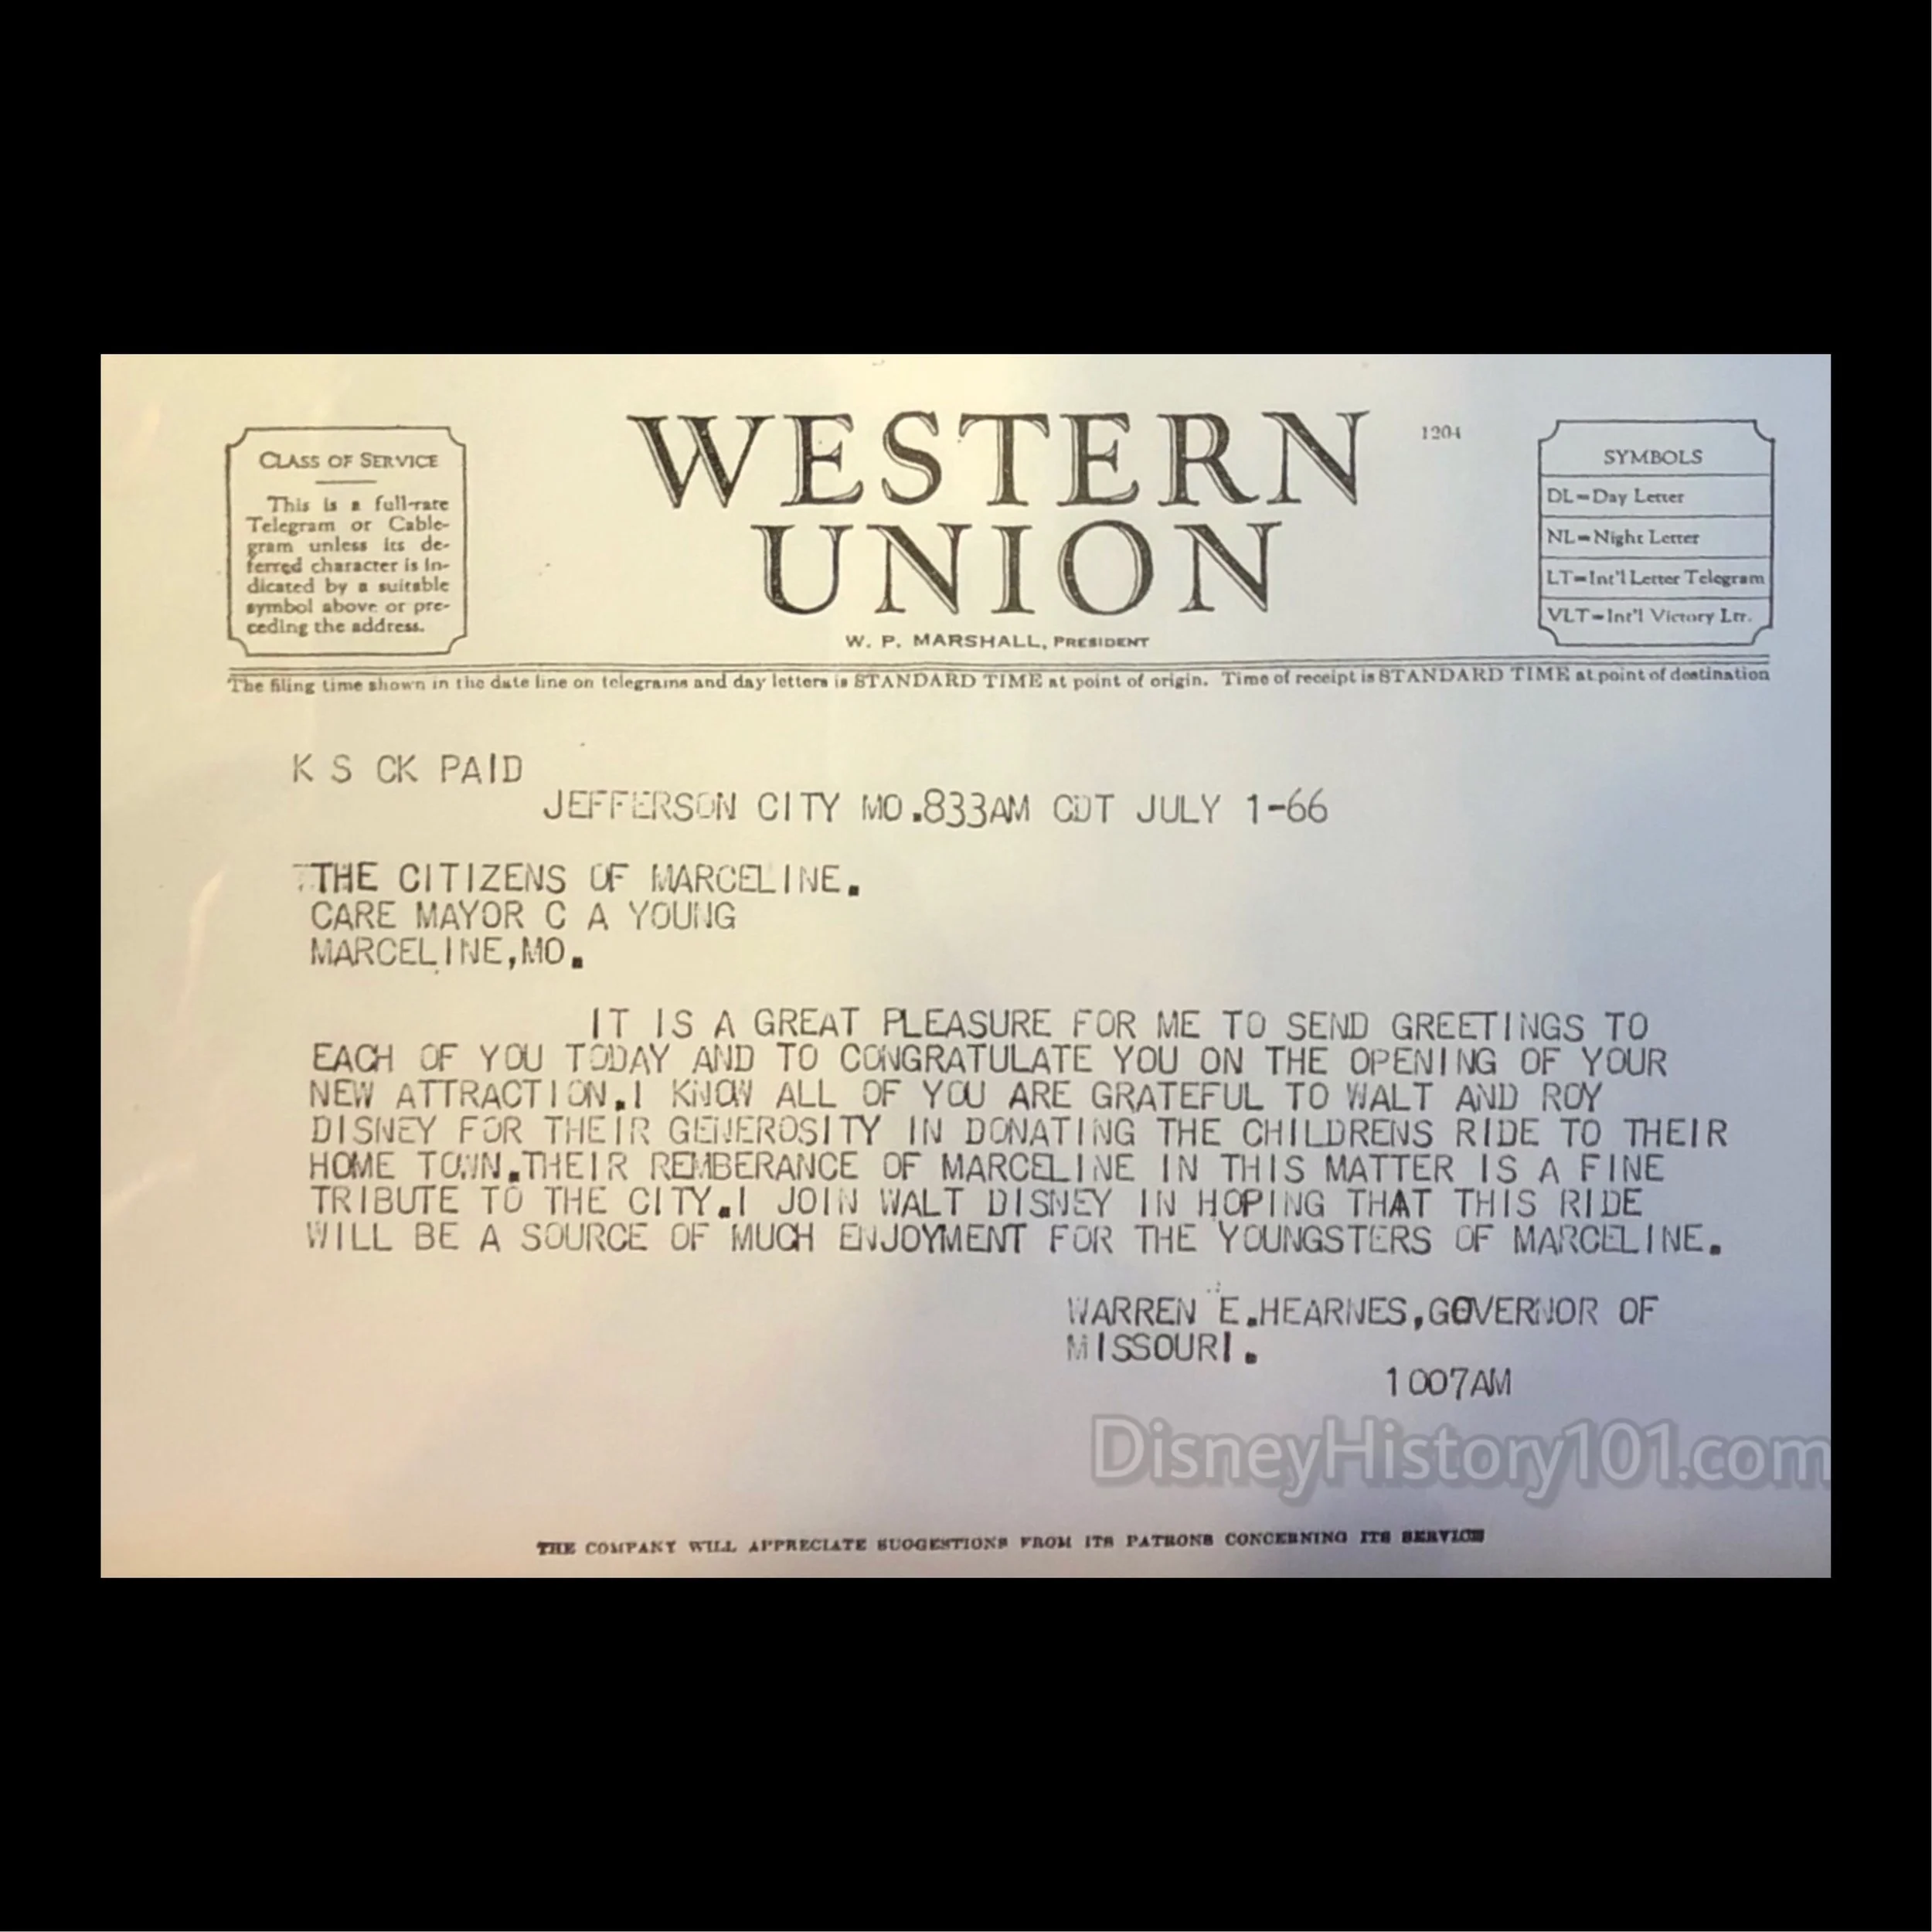 CLASS OF SERVICE
This is a full-rate
Telegram or Cable-
gram unless its de-
ferred character is in-
dicated by a suitable
symbol above or pre-
ceding the address.
WESTERN
UNION
W. P. MARSHALL, PRESIDENT
1204
SYMBOLS
DL=Day Letter
NL=Night Letter
LT=Int'l Letter Telegram
VLT=Int'l Victory Ltr.
The filing time shown in the date line on telegrams and day letters is STANDARD TIME at point of origin. Time of receipt is STANDARD TIME at point of destination
K S CK PAID
JEFFERSON CITY MO.833AM CDT JULY 1-66
THE CITIZENS OF MARCELINE.
CARE MAYOR C A YOUNG
MARCELINE,MO.
IT IS A GREAT PLEASURE FOR ME TO SEND GREETINGS TO
EACH OF YOU TODAY AND TO CONGRATULATE YOU ON THE OPENING OF YOUR
NEW ATTRACTION.I KNOW ALL OF YOU ARE GRATEFUL TO WALT AND ROY
DISNEY FOR THEIR GENEROSITY IN DONATING THE CHILDRENS RIDE TO THEIR
HOME TOWN.THEIR REMBERANCE OF MARCELINE IN THIS MATTER IS A FINE
TRIBUTE TO THE CITY.I JOIN WALT DISNEY IN HOPING THAT THIS RIDE
WILL BE A SOURCE OF MUCH ENJOYMENT FOR THE YOUNGSTERS OF MARCELINE.
WARREN E.HEARNES,GOVERNOR OF
MISSOURI.
1007AM
DisneyHistory101.com
THE COMPANY WILL APPRECIATE SUGGESTIONS FROM ITS PATRONS CONCERNING ITS SERVICE